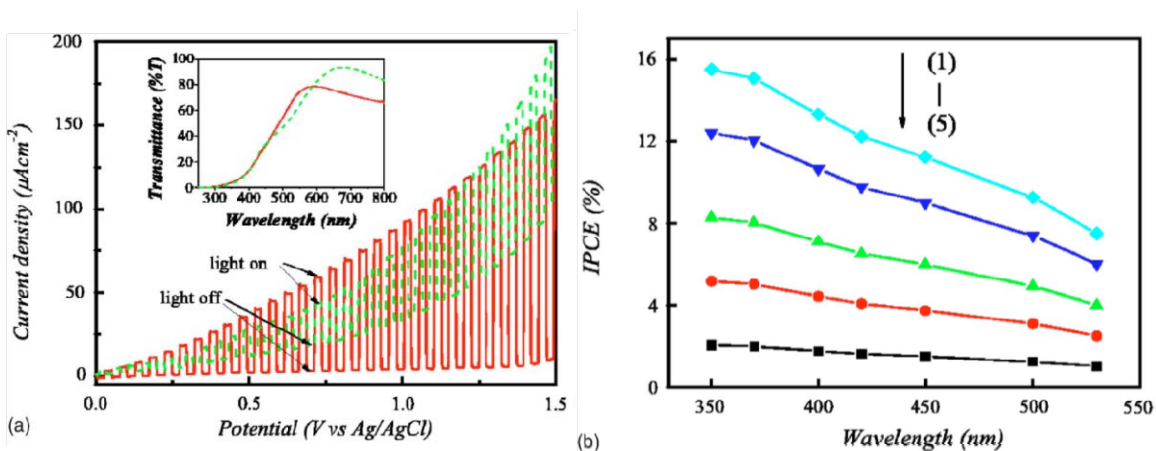 (a)
Current density (µAcm⁻²)
200
150
100
50
0
0.0 0.5 1.0 1.5
Potential (V vs Ag/AgCl)
light on
light off
Transmittance (%T)
100
80
60
40
20
0
300 400 500 600 700 800
Wavelength (nm)
(b)
IPCE (%)
16
12
8
4
0
350 400 450 500 550
Wavelength (nm)
(1)
(5)